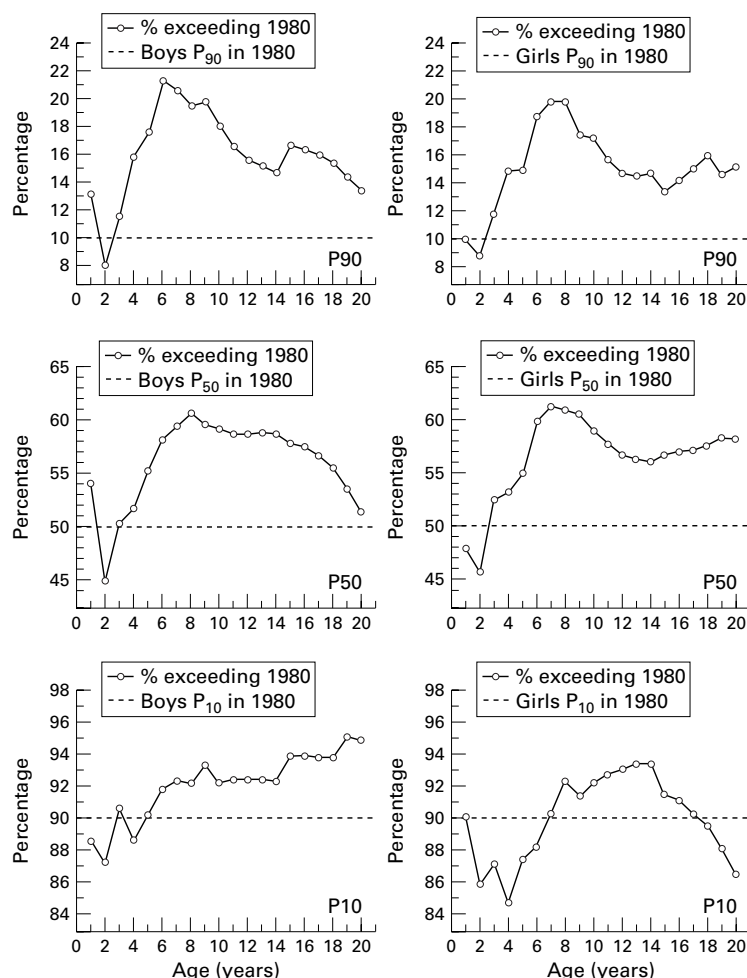 % exceeding 1980
Boys P90 in 1980
24
22
20
18
16
14
12
10
8
Percentage
P90
0 2 4 6 8 10 12 14 16 18 20
% exceeding 1980
Girls P90 in 1980
24
22
20
18
16
14
12
10
8
Percentage
P90
0 2 4 6 8 10 12 14 16 18 20
% exceeding 1980
Boys P50 in 1980
65
60
55
50
45
Percentage
P50
0 2 4 6 8 10 12 14 16 18 20
% exceeding 1980
Girls P50 in 1980
65
60
55
50
45
Percentage
P50
0 2 4 6 8 10 12 14 16 18 20
% exceeding 1980
Boys P10 in 1980
98
96
94
92
90
88
86
84
Percentage
P10
0 2 4 6 8 10 12 14 16 18 20
Age (years)
% exceeding 1980
Girls P10 in 1980
98
96
94
92
90
88
86
84
Percentage
P10
0 2 4 6 8 10 12 14 16 18 20
Age (years)